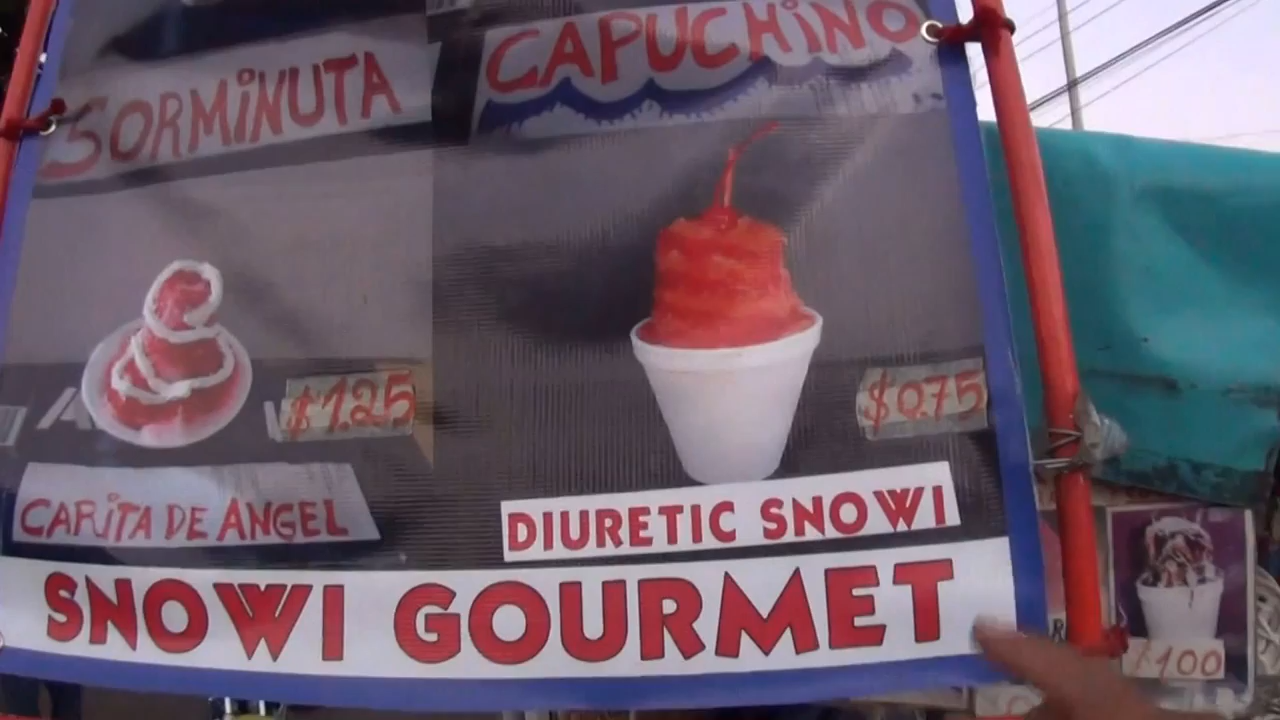 SORMiNUTA
CAPUCHiNO
$1.25
$0.75
CARiTA DE ANGEL
DIURETIC SNOWI
SNOWI GOURMET
1.00